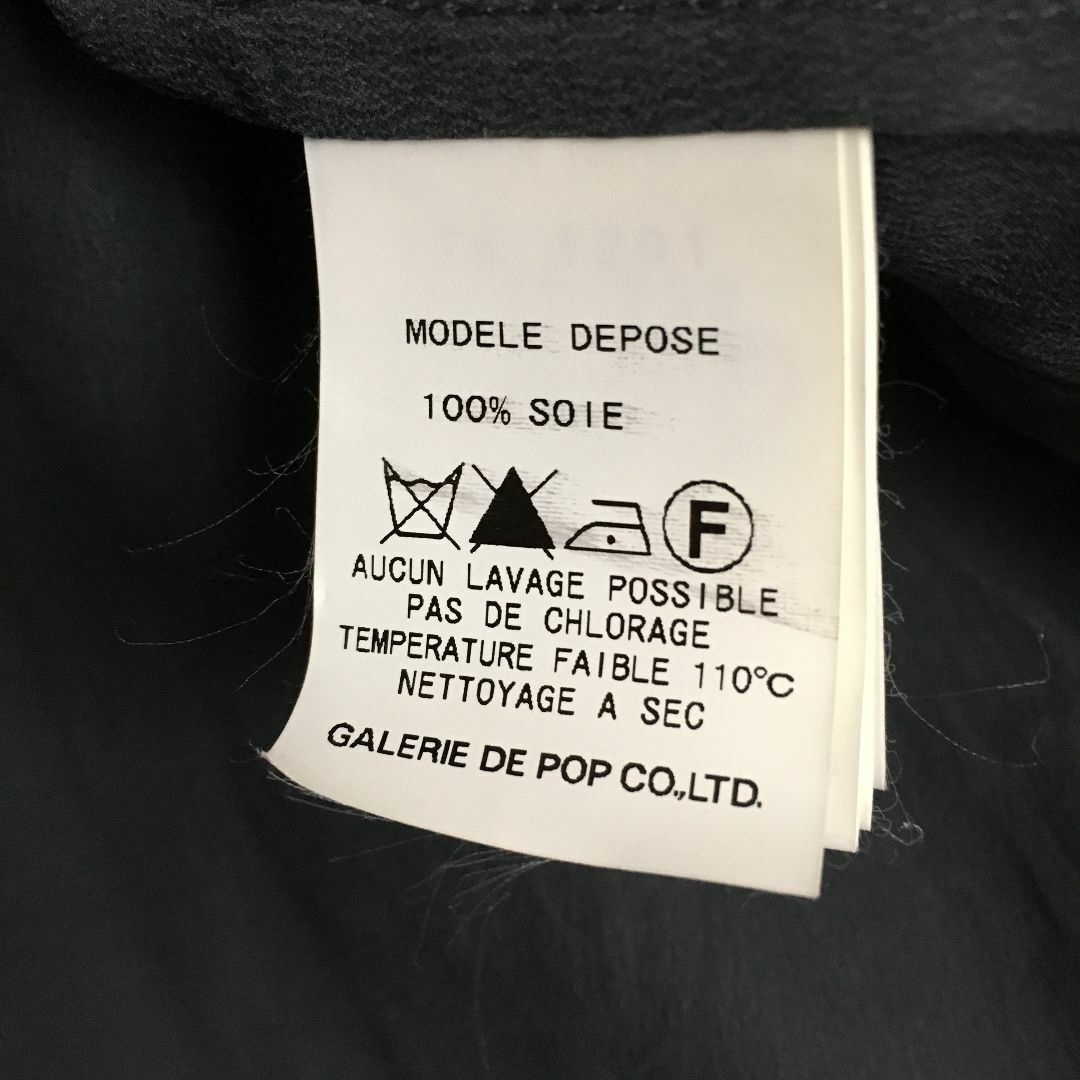 MODELE DEPOSE
100% SOIE
F
AUCUN LAVAGE POSSIBLE
PAS DE CHLORAGE
TEMPERATURE FAIBLE 110°C
NETTOYAGE A SEC
GALERIE DE POP CO.,LTD.